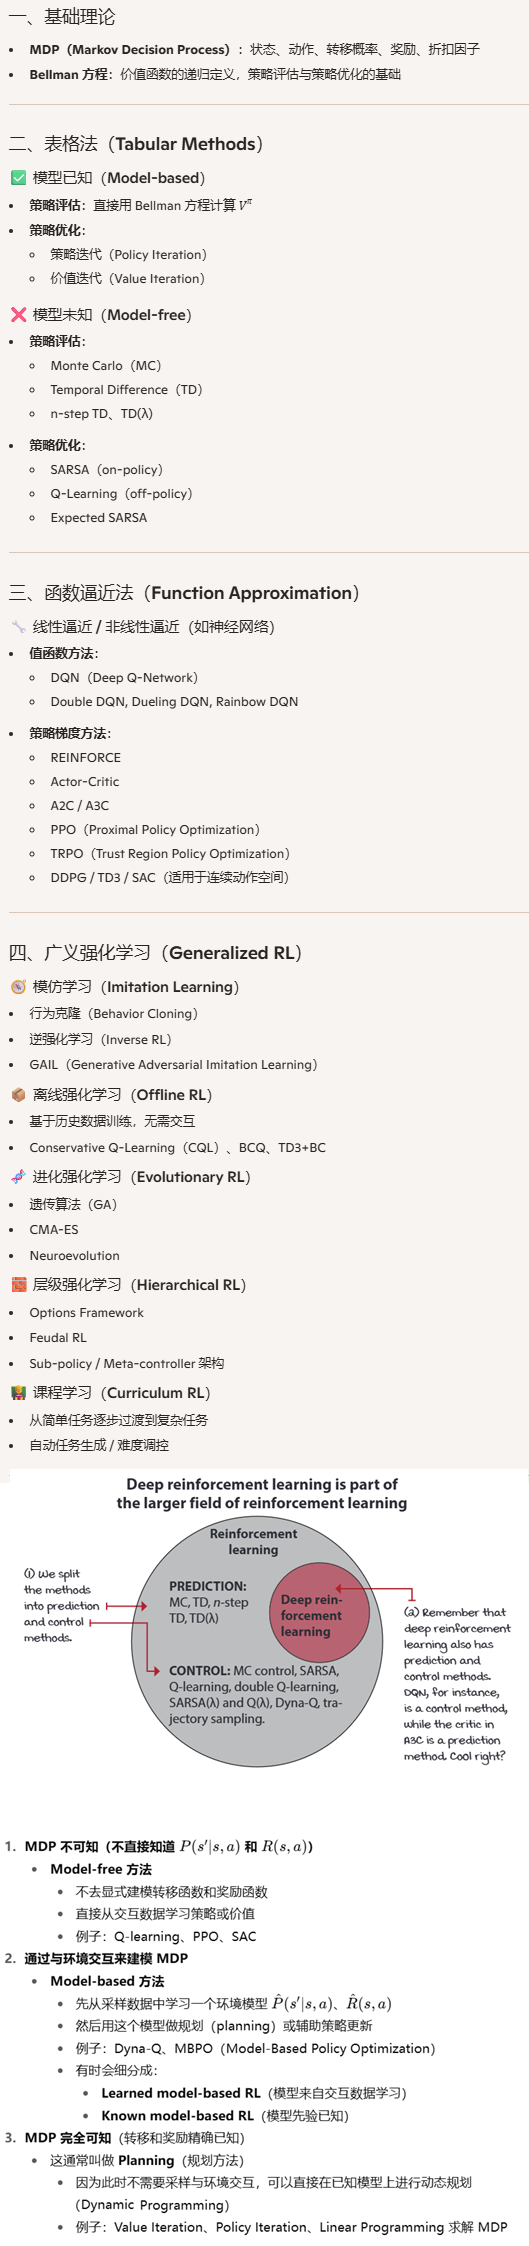 一、基础理论
• MDP（Markov Decision Process）：状态、动作、转移概率、奖励、折扣因子
• Bellman 方程：价值函数的递归定义，策略评估与策略优化的基础
二、表格法（Tabular Methods）
✅ 模型已知（Model-based）
• 策略评估：直接用 Bellman 方程计算 V^π
• 策略优化：
◦ 策略迭代（Policy Iteration）
◦ 价值迭代（Value Iteration）
❌ 模型未知（Model-free）
• 策略评估：
◦ Monte Carlo（MC）
◦ Temporal Difference（TD）
◦ n-step TD、TD(λ)
• 策略优化：
◦ SARSA（on-policy）
◦ Q-Learning（off-policy）
◦ Expected SARSA
三、函数逼近法（Function Approximation）
🔧 线性逼近 / 非线性逼近（如神经网络）
• 值函数方法：
◦ DQN（Deep Q-Network）
◦ Double DQN, Dueling DQN, Rainbow DQN
• 策略梯度方法：
◦ REINFORCE
◦ Actor-Critic
◦ A2C / A3C
◦ PPO（Proximal Policy Optimization）
◦ TRPO（Trust Region Policy Optimization）
◦ DDPG / TD3 / SAC（适用于连续动作空间）
四、广义强化学习（Generalized RL）
🧭 模仿学习（Imitation Learning）
• 行为克隆（Behavior Cloning）
• 逆强化学习（Inverse RL）
• GAIL（Generative Adversarial Imitation Learning）
📦 离线强化学习（Offline RL）
• 基于历史数据训练，无需交互
• Conservative Q-Learning（CQL）、BCQ、TD3+BC
🧬 进化强化学习（Evolutionary RL）
• 遗传算法（GA）
• CMA-ES
• Neuroevolution
🧱 层级强化学习（Hierarchical RL）
• Options Framework
• Feudal RL
• Sub-policy / Meta-controller 架构
👩‍🏫 课程学习（Curriculum RL）
• 从简单任务逐步过渡到复杂任务
• 自动任务生成 / 难度调控
Deep reinforcement learning is part of
the larger field of reinforcement learning
Reinforcement
learning
(1) We split
the methods
into prediction
and control
methods.
PREDICTION:
MC, TD, n-step
TD, TD(λ)
Deep rein-
forcement
learning
CONTROL: MC control, SARSA,
Q-learning, double Q-learning,
SARSA(λ) and Q(λ), Dyna-Q, tra-
jectory sampling.
(2) Remember that
deep reinforcement
learning also has
prediction and
control methods.
DQN, for instance,
is a control method,
while the critic in
A3C is a prediction
method. Cool right?
1. MDP 不可知（不直接知道 P(s′|s,a) 和 R(s,a)）
• Model-free 方法
• 不去显式建模转移函数和奖励函数
• 直接从交互数据学习策略或价值
• 例子：Q-learning、PPO、SAC
2. 通过与环境交互来建模 MDP
• Model-based 方法
• 先从采样数据中学习一个环境模型 P̂(s′|s,a)、R̂(s,a)
• 然后用这个模型做规划（planning）或辅助策略更新
• 例子：Dyna-Q、MBPO（Model-Based Policy Optimization）
• 有时会细分成：
• Learned model-based RL（模型来自交互数据学习）
• Known model-based RL（模型先验已知）
3. MDP 完全可知（转移和奖励精确已知）
• 这通常叫做 Planning（规划方法）
• 因为此时不需要采样与环境交互，可以直接在已知模型上进行动态规划
（Dynamic Programming）
• 例子：Value Iteration、Policy Iteration、Linear Programming 求解 MDP